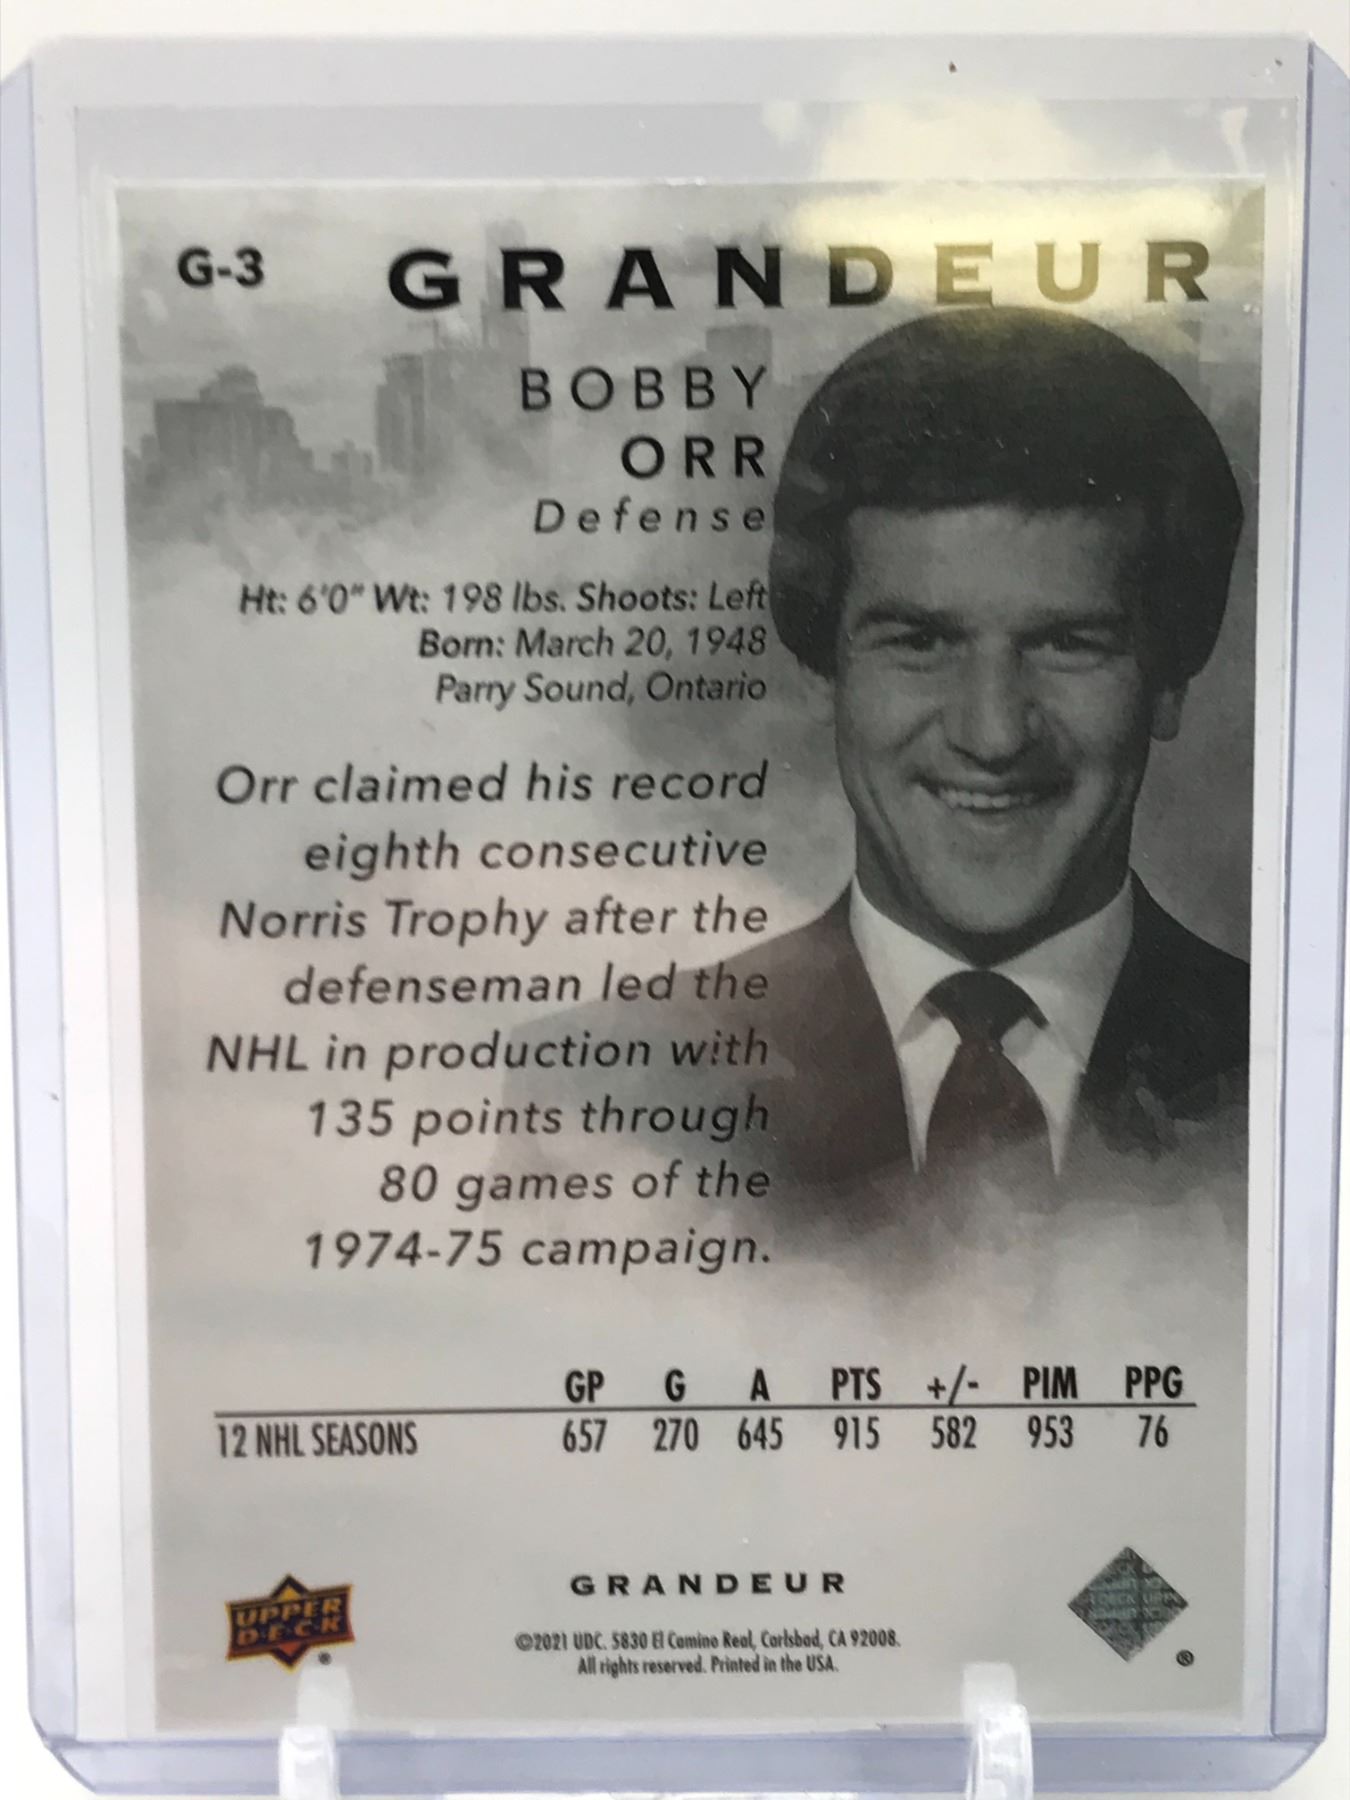 G-3 GRANDEUR
BOBBY
ORR
Defense
Ht: 6'0" Wt: 198 lbs. Shoots: Left
Born: March 20, 1948
Parry Sound, Ontario
Orr claimed his record
eighth consecutive
Norris Trophy after the
defenseman led the
NHL in production with
135 points through
80 games of the
1974-75 campaign.
GP G A PTS +/- PIM PPG
12 NHL SEASONS 657 270 645 915 582 953 76
UPPER
D·E·C·K
®
GRANDEUR
©2021 UDC. 5830 El Camino Real, Carlsbad, CA 92008.
All rights reserved. Printed in the USA.
®